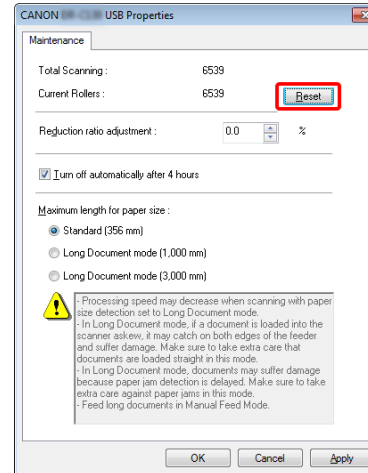 CANON USB Properties
Maintenance
Total Scanning : 6539
Current Rollers : 6539 Reset
Reduction ratio adjustment : 0.0 %
Turn off automatically after 4 hours
Maximum length for paper size :
Standard (356 mm)
Long Document mode (1,000 mm)
Long Document mode (3,000 mm)
- Processing speed may decrease when scanning with paper
size detection set to Long Document mode.
- In Long Document mode, if a document is loaded into the
scanner askew, it may catch on both edges of the feeder
and suffer damage. Make sure to take extra care that
documents are loaded straight in this mode.
- In Long Document mode, documents may suffer damage
because paper jam detection is delayed. Make sure to take
extra care against paper jams in this mode.
- Feed long documents in Manual Feed Mode.
OK Cancel Apply